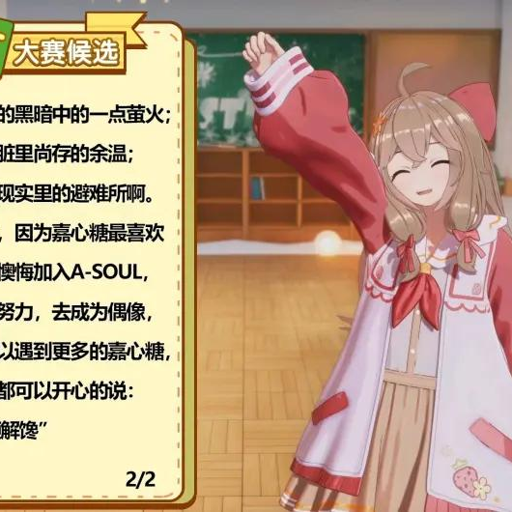 大赛候选
的黑暗中的一点萤火；
脏里尚存的余温；
现实里的避难所啊。
，因为嘉心糖最喜欢
懊悔加入A-SOUL，
努力，去成为偶像，
以遇到更多的嘉心糖，
都可以开心的说：
解馋”
2/2